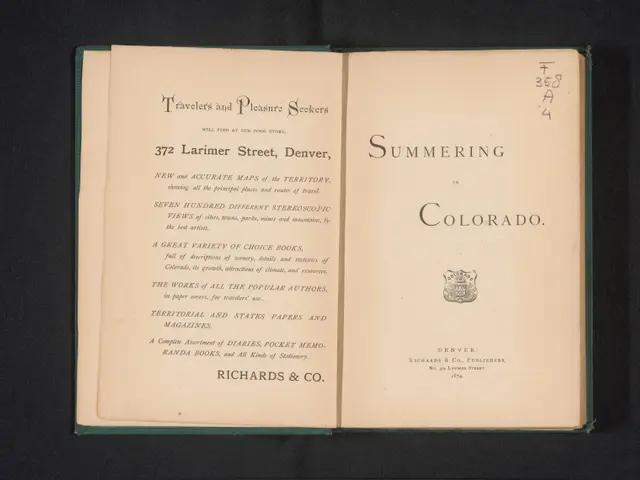 Travelers and Pleasure Seekers
WILL FIND AT OUR BOOK STORE,
372 Larimer Street, Denver,
NEW and ACCURATE MAPS of the TERRITORY,
showing all the principal places and routes of travel.
SEVEN HUNDRED DIFFERENT STEREOSCOPIC
VIEWS of cities, towns, parks, mines and mountains, by
the best artists.
A GREAT VARIETY OF CHOICE BOOKS,
full of descriptions of scenery, details and statistics of
Colorado, its growth, attractions of climate, and resources.
THE WORKS of ALL THE POPULAR AUTHORS,
in paper covers, for travelers' use.
TERRITORIAL AND STATES PAPERS AND
MAGAZINES.
A Complete Assortment of DIARIES, POCKET MEMO-
RANDA BOOKS, and All Kinds of Stationery.
RICHARDS & CO.
F
358
A
4
SUMMERING
IN
COLORADO.
DENVER:
RICHARDS & CO., PUBLISHERS,
No. 372 LARIMER STREET
1874.